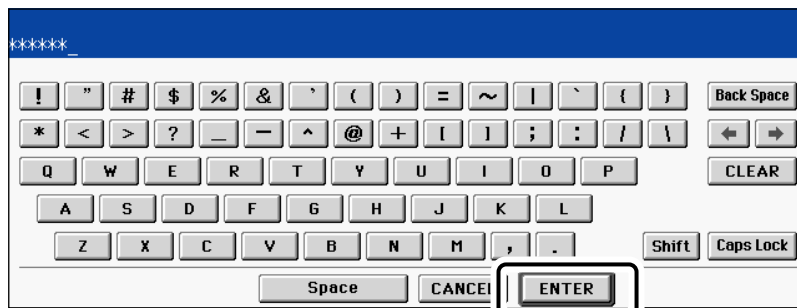 ******_
! " # $ % & ' ( ) = ~ | ` { } Back Space
* < > ? _ - ^ @ + [ ] ; : / \ ← →
Q W E R T Y U I O P CLEAR
A S D F G H J K L
Z X C V B N M , . Shift Caps Lock
Space CANCEL ENTER